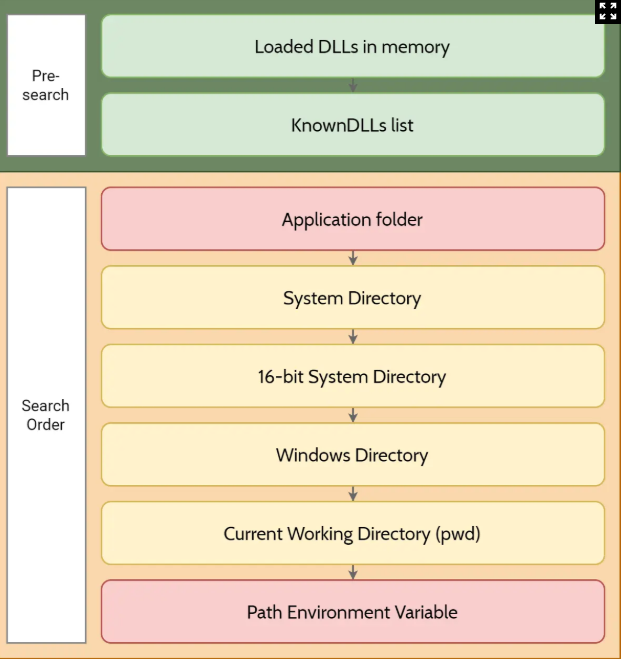 Pre-
search
Loaded DLLs in memory
KnownDLLs list
Search
Order
Application folder
System Directory
16-bit System Directory
Windows Directory
Current Working Directory (pwd)
Path Environment Variable